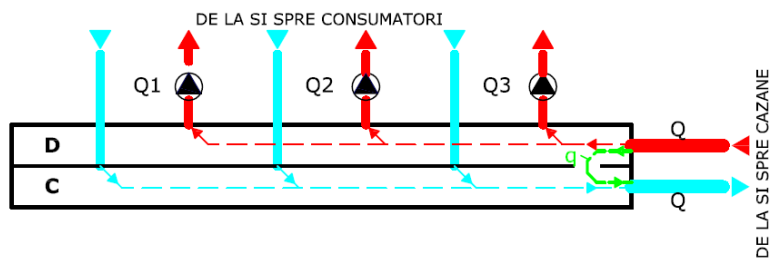 DE LA SI SPRE CONSUMATORI
Q1
Q2
Q3
D
Q
q
C
Q
DE LA SI SPRE CAZANE